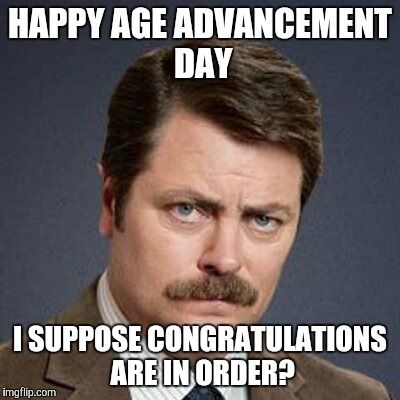 HAPPY AGE ADVANCEMENT
DAY
I SUPPOSE CONGRATULATIONS
ARE IN ORDER?
imgflip.com